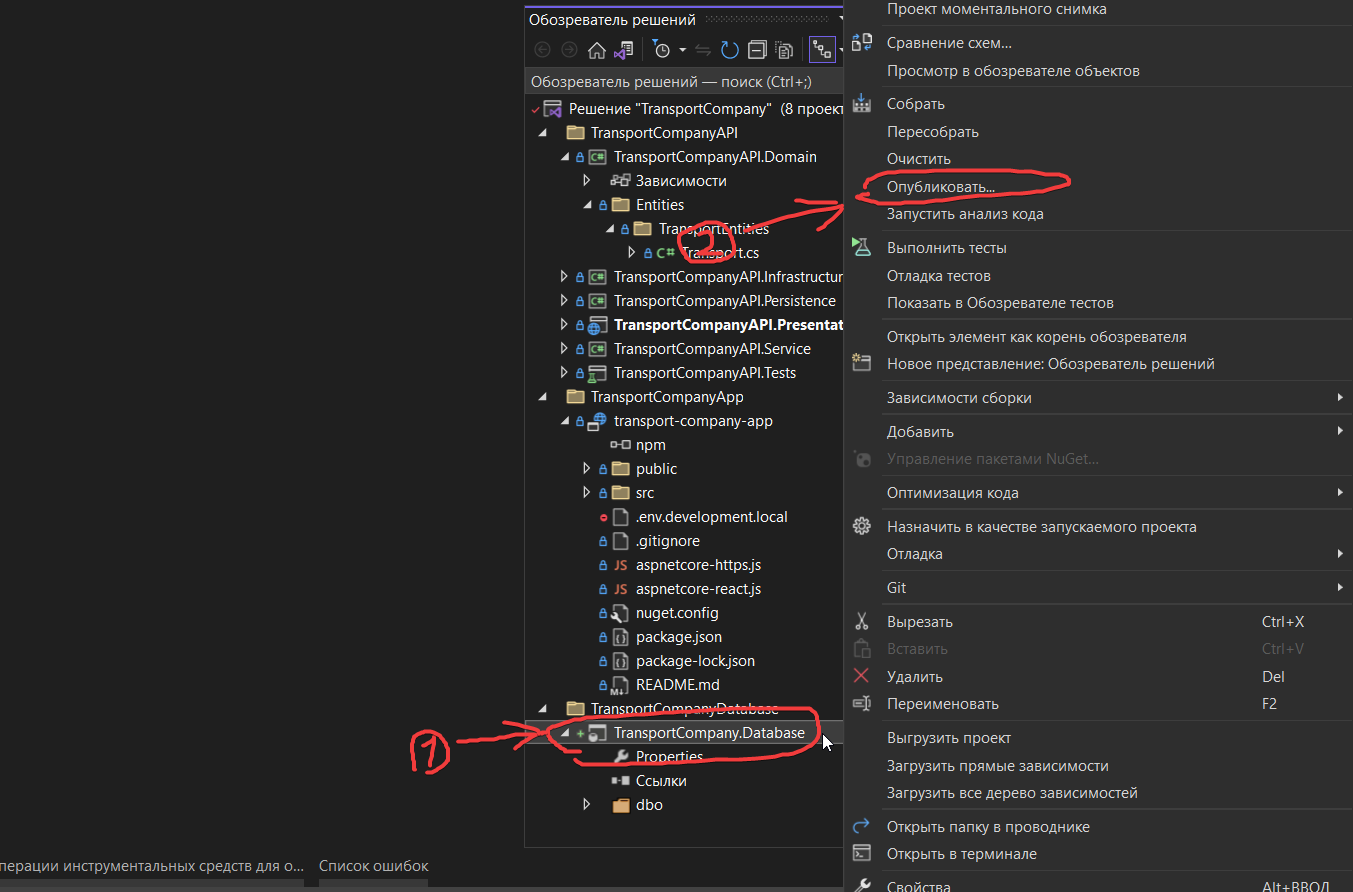 Обозреватель решений
Обозреватель решений — поиск (Ctrl+;)
Решение "TransportCompany" (8 проект
TransportCompanyAPI
TransportCompanyAPI.Domain
Зависимости
Entities
TransportEntities
C# Transport.cs
TransportCompanyAPI.Infrastructur
TransportCompanyAPI.Persistence
TransportCompanyAPI.Presentat
TransportCompanyAPI.Service
TransportCompanyAPI.Tests
TransportCompanyApp
transport-company-app
npm
public
src
.env.development.local
.gitignore
JS aspnetcore-https.js
JS aspnetcore-react.js
nuget.config
package.json
package-lock.json
README.md
TransportCompanyDatabase
TransportCompany.Database
Properties
Ссылки
dbo
1
2
Проект моментального снимка
Сравнение схем...
Просмотр в обозревателе объектов
Собрать
Пересобрать
Очистить
Опубликовать...
Запустить анализ кода
Выполнить тесты
Отладка тестов
Показать в Обозревателе тестов
Открыть элемент как корень обозревателя
Новое представление: Обозреватель решений
Зависимости сборки
Добавить
Управление пакетами NuGet...
Оптимизация кода
Назначить в качестве запускаемого проекта
Отладка
Git
Вырезать Ctrl+X
Вставить Ctrl+V
Удалить Del
Переименовать F2
Выгрузить проект
Загрузить прямые зависимости
Загрузить все дерево зависимостей
Открыть папку в проводнике
Открыть в терминале
Свойства Alt+ВВОД
перации инструментальных средств для о... Список ошибок